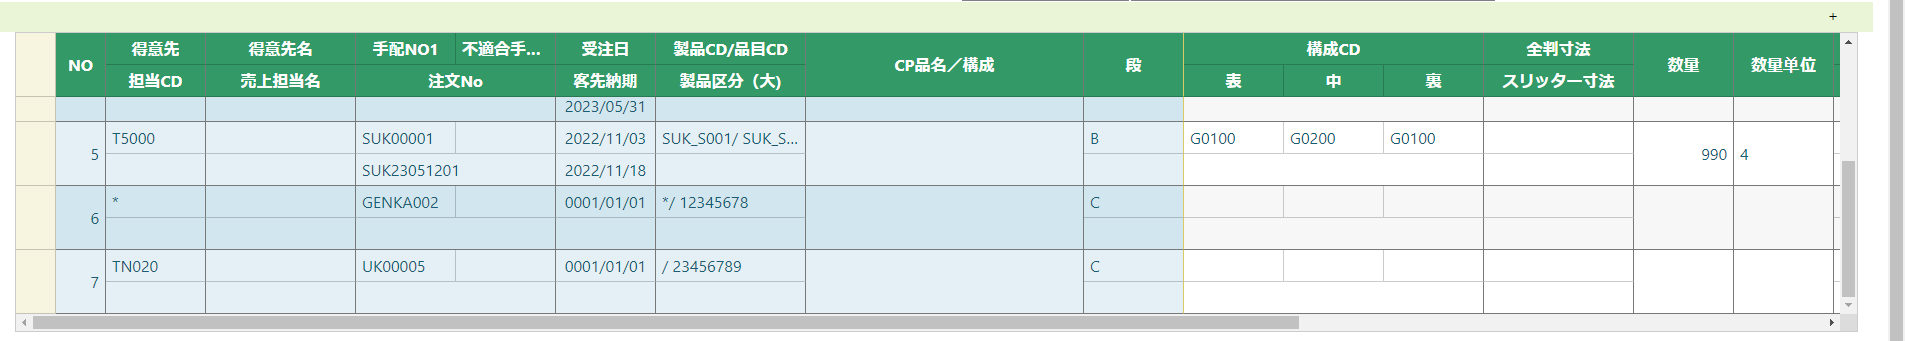 +
得意先 得意先名 手配NO1 不適合手… 受注日 製品CD/品目CD 構成CD 全判寸法
NO CP品名／構成 段 数量 数量単位
担当CD 売上担当名 注文No 客先納期 製品区分（大) 表 中 裏 スリッター寸法
2023/05/31
T5000 SUK00001 2022/11/03 SUK_S001/ SUK_S... B G0100 G0200 G0100
5 990 4
SUK23051201 2022/11/18
* GENKA002 0001/01/01 */ 12345678 C
6
TN020 UK00005 0001/01/01 / 23456789 C
7